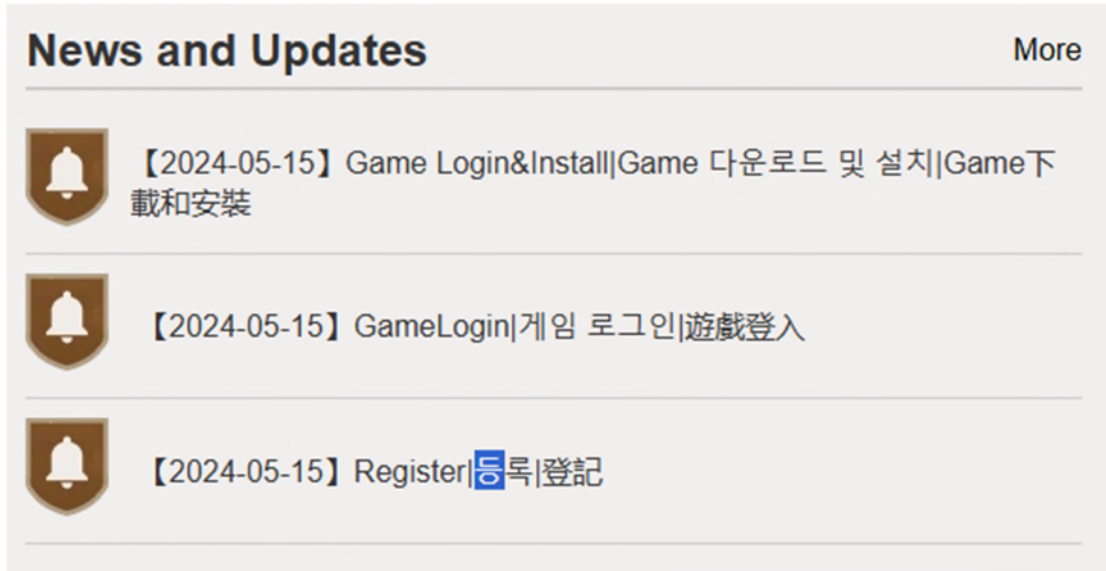 News and Updates
More
【2024-05-15】Game Login&Install|Game 다운로드 및 설치|Game下
載和安裝
【2024-05-15】GameLogin|게임 로그인|遊戲登入
【2024-05-15】Register|등록|登記